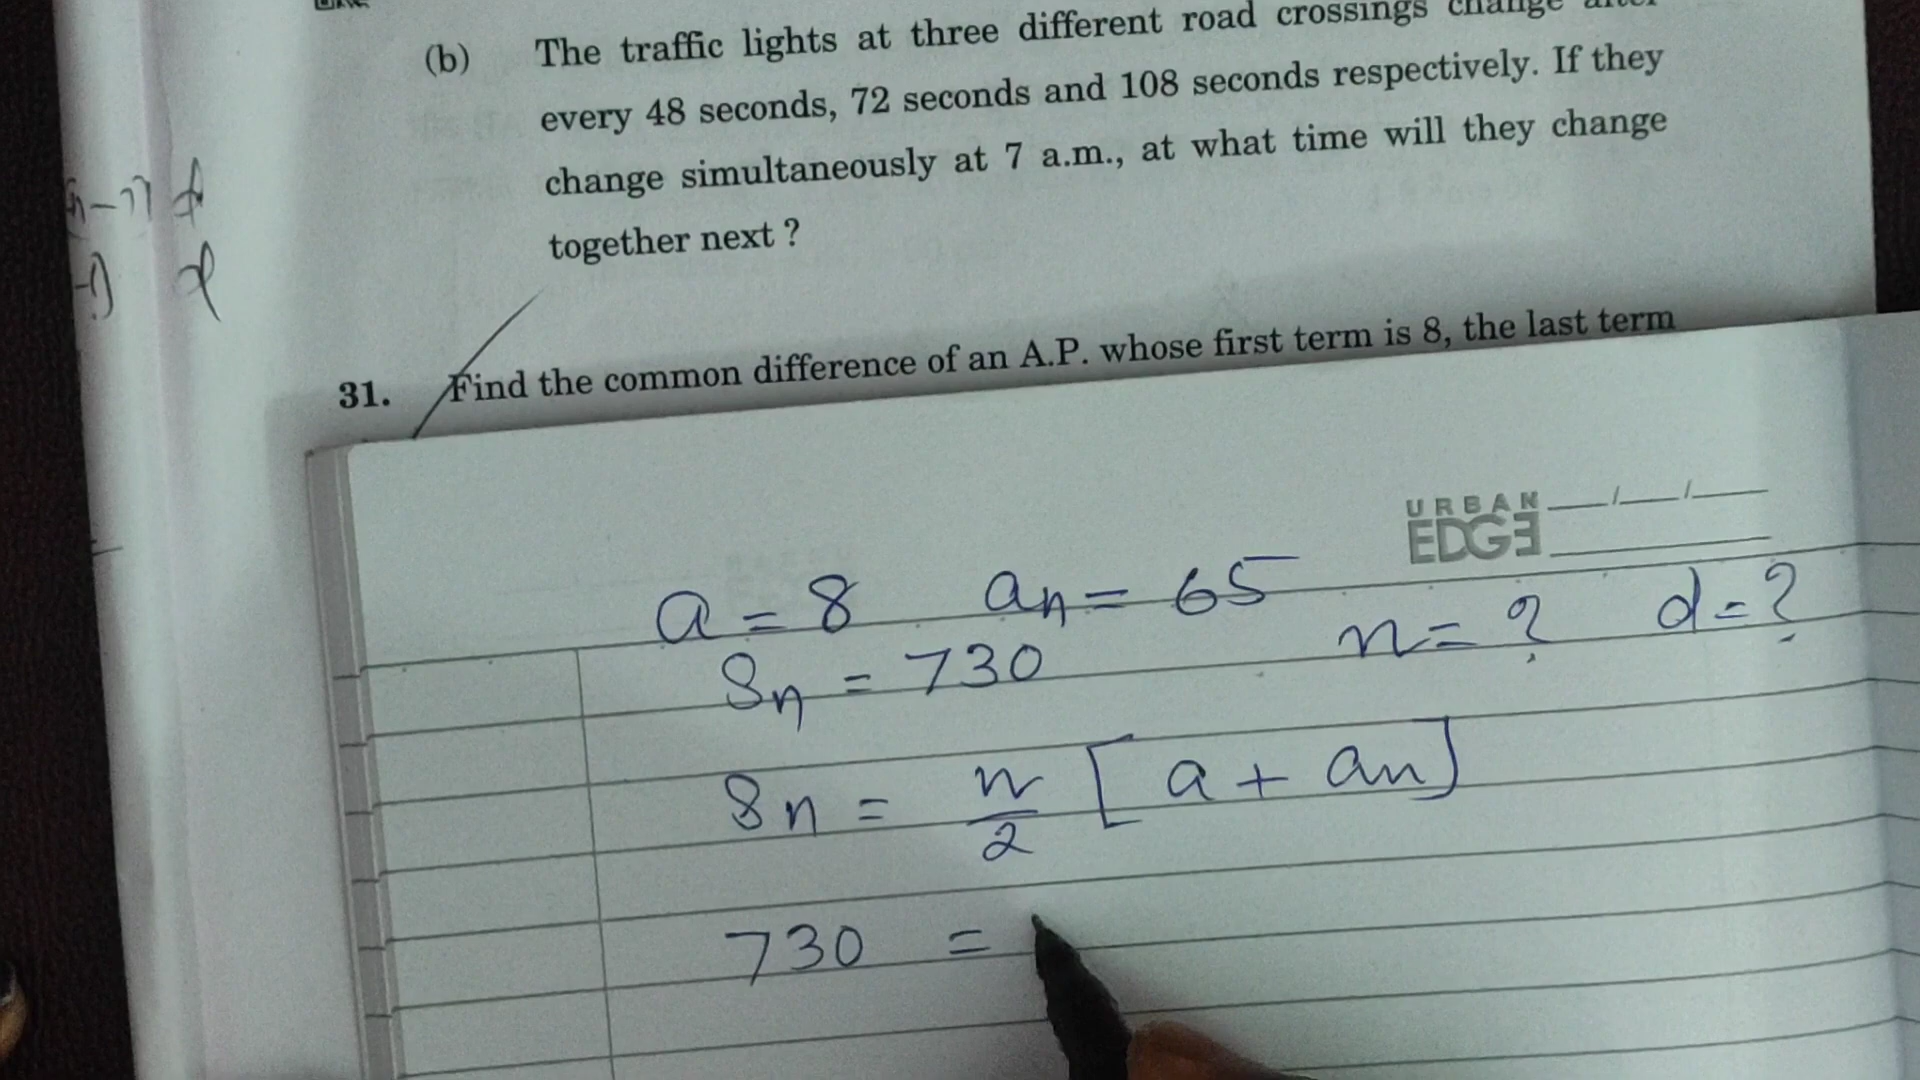 (b) The traffic lights at three different road crossings change after
every 48 seconds, 72 seconds and 108 seconds respectively. If they
change simultaneously at 7 a.m., at what time will they change
together next ?
31. Find the common difference of an A.P. whose first term is 8, the last term
URBAN
EDGE
a = 8 an = 65 n = ? d = ?
Sn = 730
Sn = n/2 [a + an]
730 =